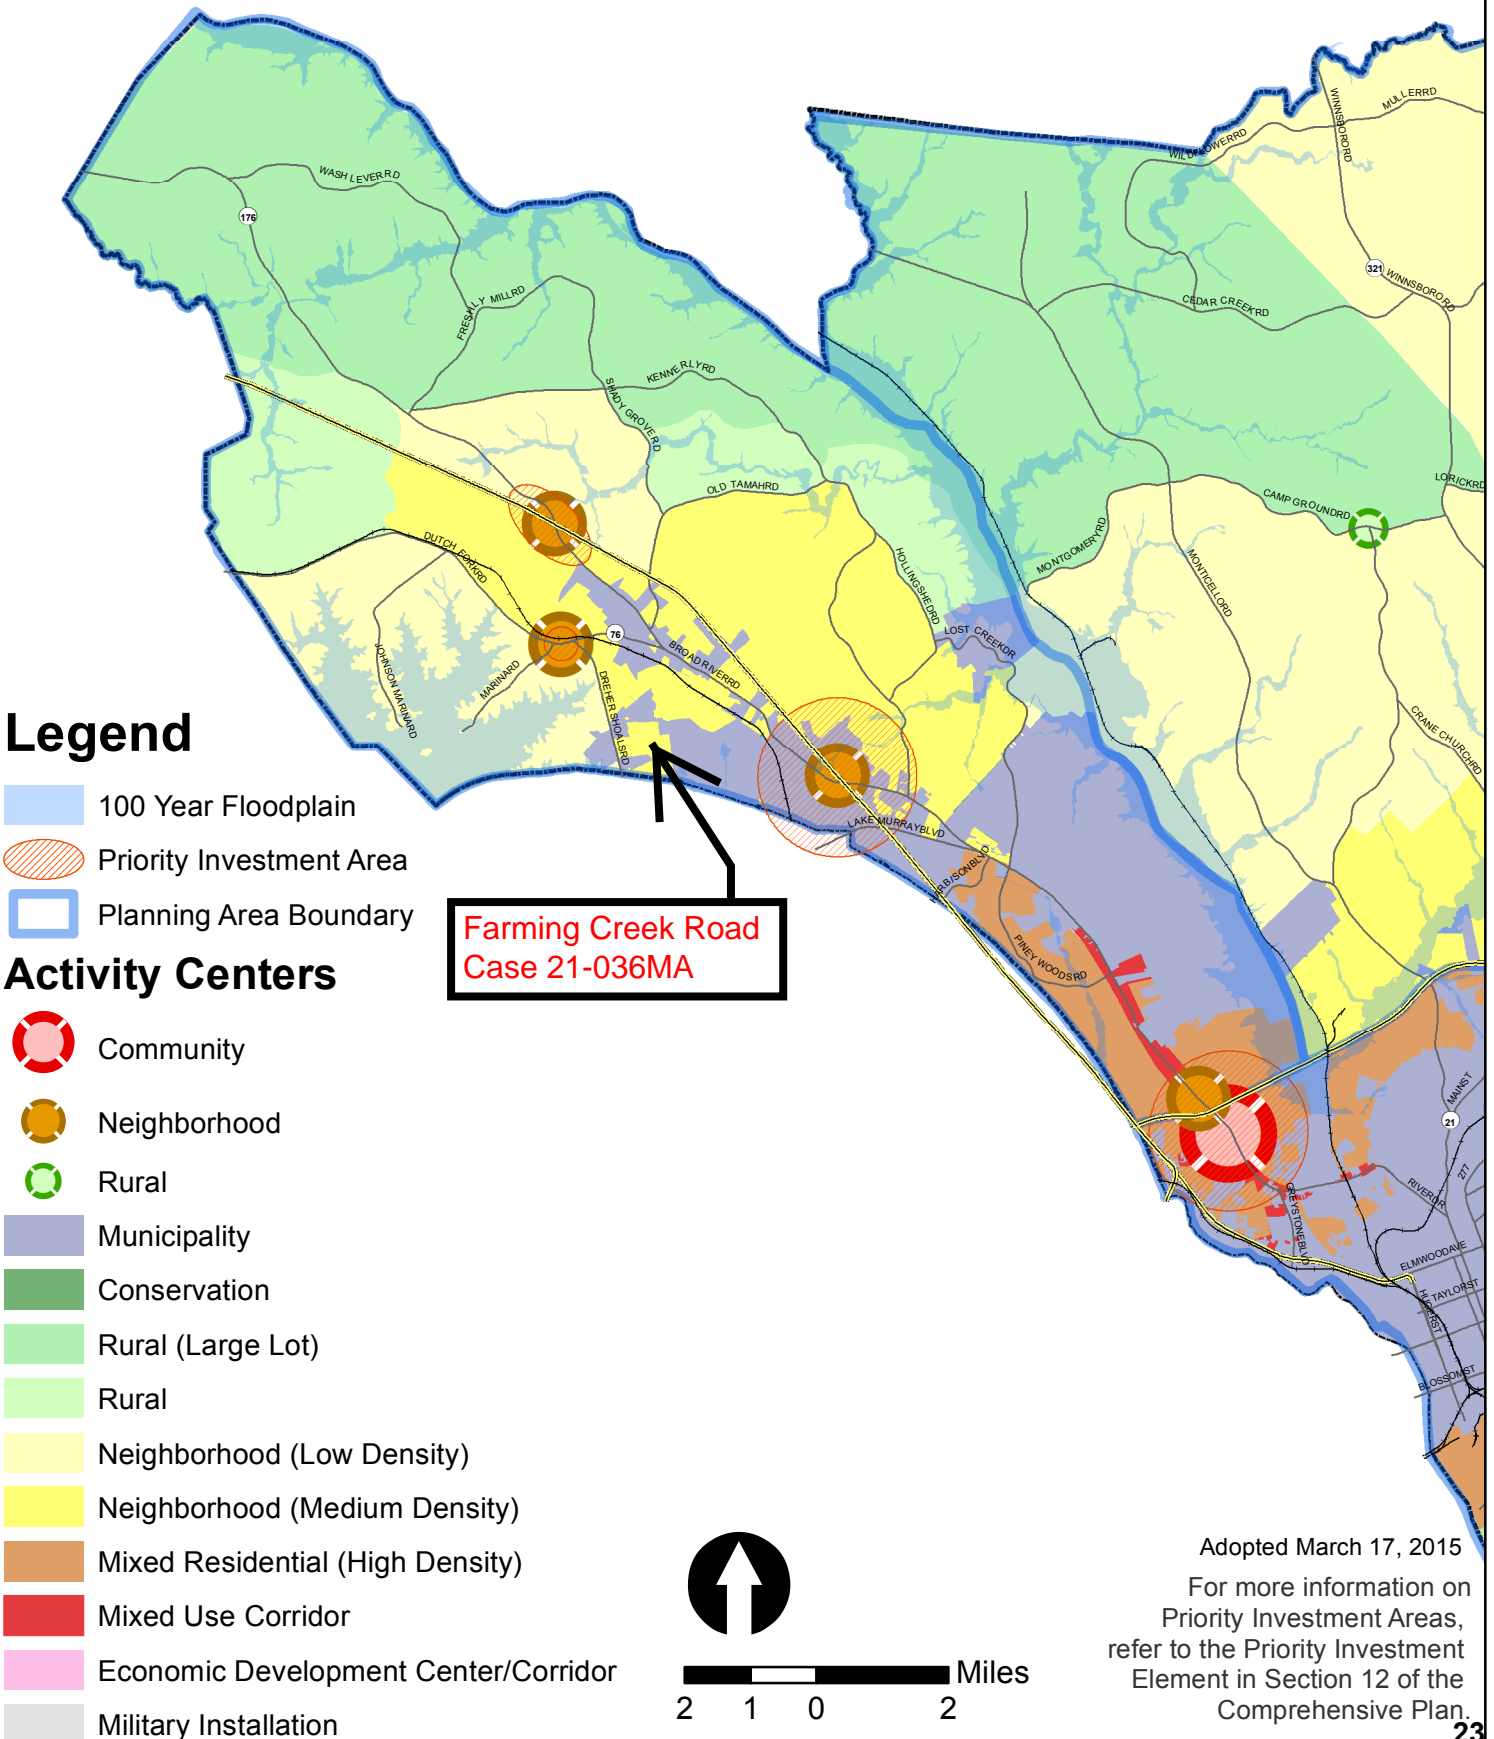 WASH LEVER RD
176
FRESHLY MILL RD
KENNERLY RD
SHADY GROVE RD
OLD TAMAH RD
DUTCH FORK RD
HOLLINGSHED RD
LOST CREEK DR
76
BROAD RIVER RD
JOHNSON MARINA RD
MARINA RD
DREHER SHOALS RD
LAKE MURRAY BLVD
HARBISON BLVD
PINEY WOODS RD
WINNSBORO RD
MULLER RD
WILDFLOWER RD
321
WINNSBORO RD
CEDAR CREEK RD
LORICK RD
CAMP GROUND RD
MONTGOMERY RD
MONTICELLO RD
CRANE CHURCH RD
MAIN ST
21
277
RIVER DR
GREYSTONE BLVD
ELMWOOD AVE
TAYLOR ST
HUGER ST
BLOSSOM ST
Farming Creek Road
Case 21-036MA
Legend
100 Year Floodplain
Priority Investment Area
Planning Area Boundary
Activity Centers
Community
Neighborhood
Rural
Municipality
Conservation
Rural (Large Lot)
Rural
Neighborhood (Low Density)
Neighborhood (Medium Density)
Mixed Residential (High Density)
Mixed Use Corridor
Economic Development Center/Corridor
Military Installation
Miles
2 1 0 2
Adopted March 17, 2015
For more information on
Priority Investment Areas,
refer to the Priority Investment
Element in Section 12 of the
Comprehensive Plan.
23